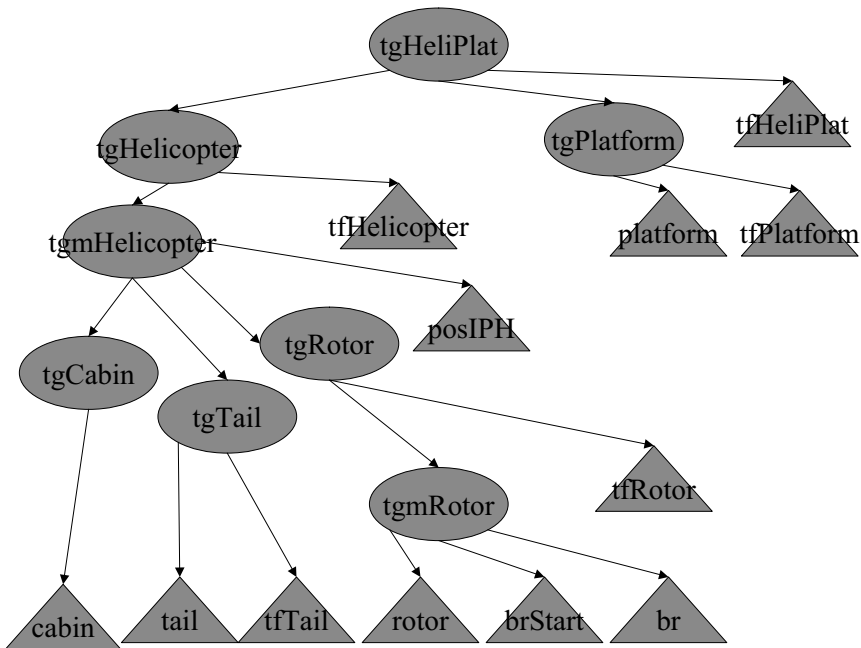 tgHeliPlat
tfHeliPlat
tgHelicopter
tgPlatform
tfHelicopter
platform
tfPlatform
tgmHelicopter
posIPH
tgRotor
tgCabin
tgTail
tfRotor
tgmRotor
cabin
tail
tfTail
rotor
brStart
br